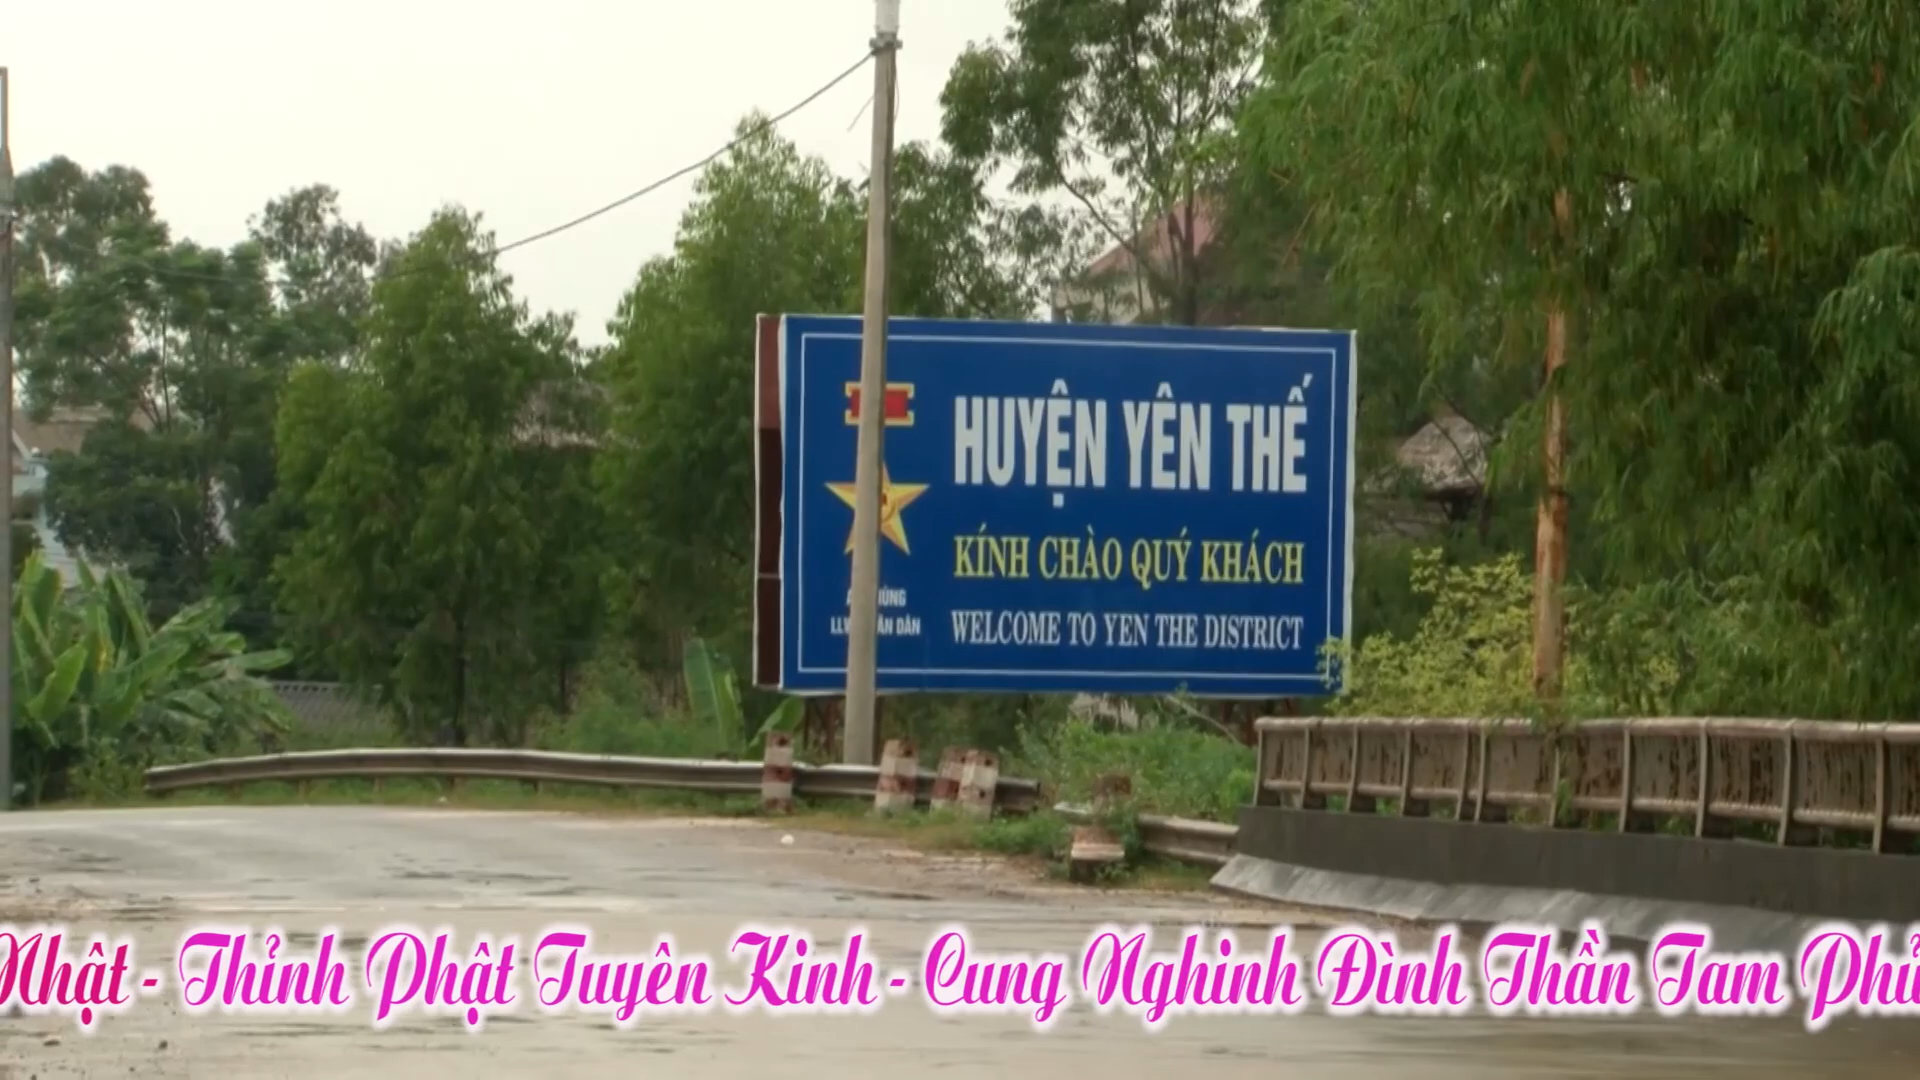 HUYỆN YÊN THẾ
KÍNH CHÀO QUÝ KHÁCH
WELCOME TO YEN THE DISTRICT
DÂN
Nhật - Thỉnh Phật Tuyên Kinh - Cung Nghinh Đình Thần Tam Phủ